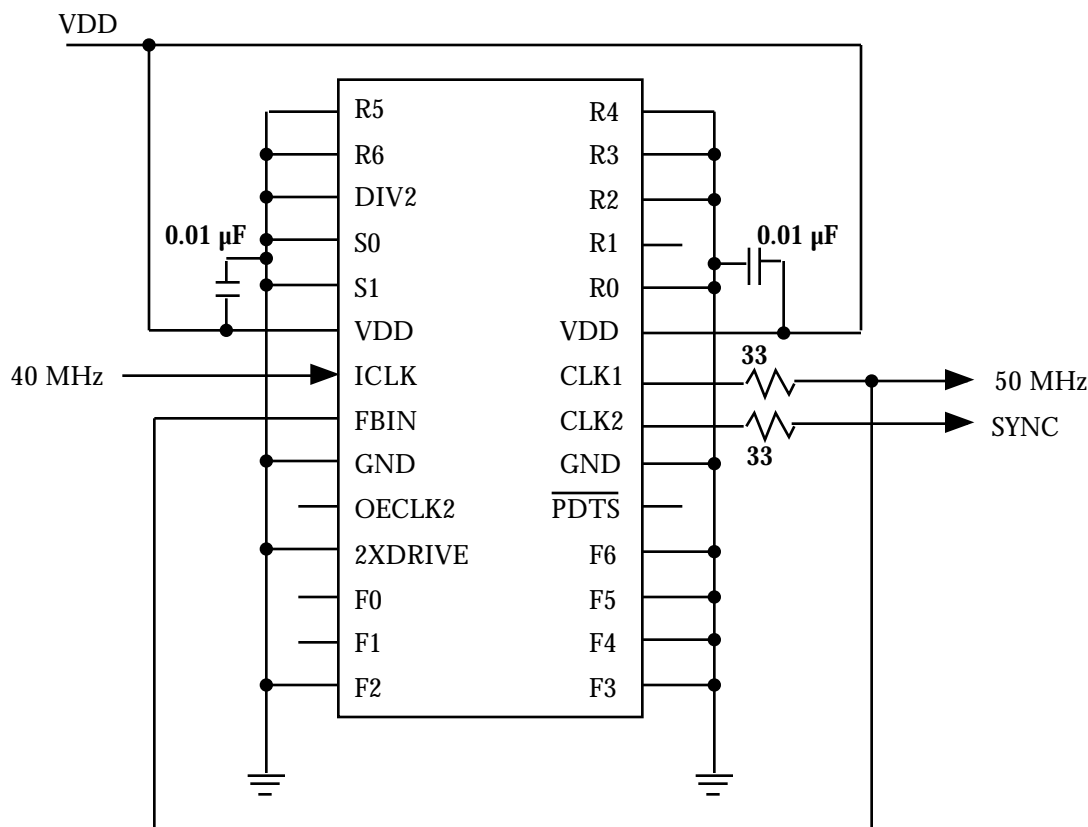 VDD
R5 R4
R6 R3
DIV2 R2
0.01 µF S0 R1 0.01 µF
S1 R0
VDD VDD
33
40 MHz ICLK CLK1 50 MHz
FBIN CLK2 SYNC
33
GND GND
OECLK2 PDTS
2XDRIVE F6
F0 F5
F1 F4
F2 F3